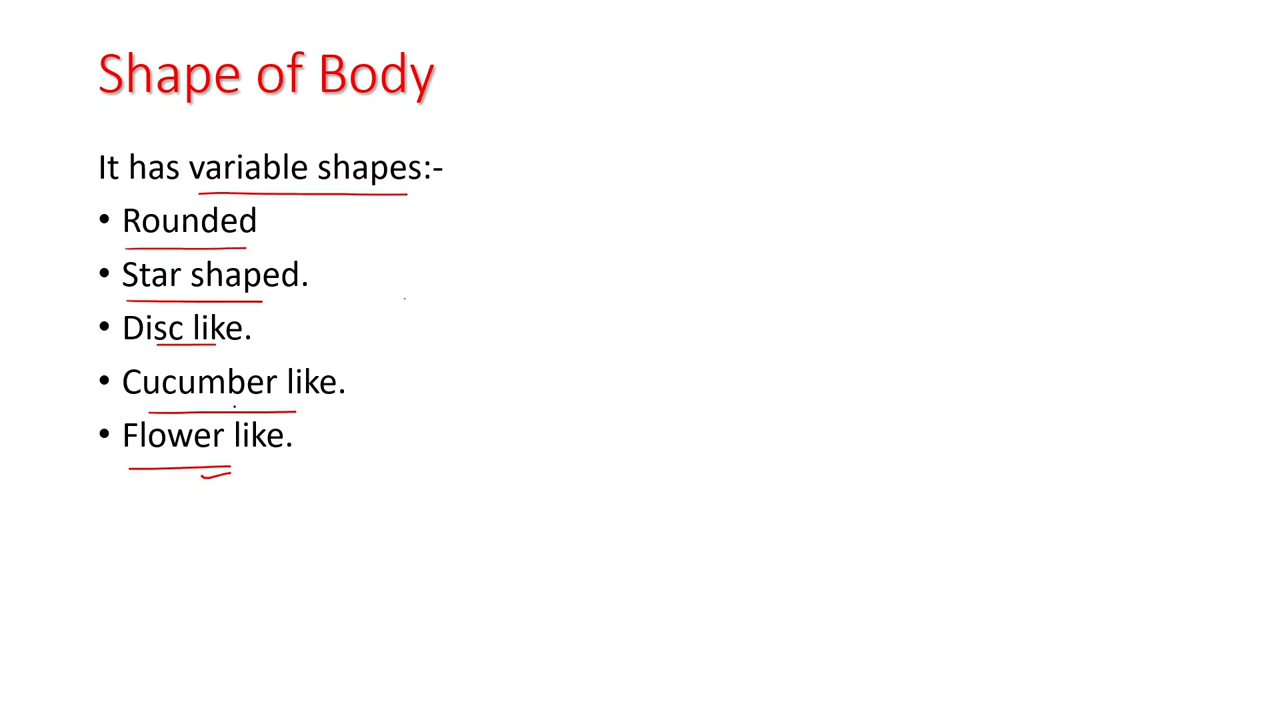 Shape of Body
It has variable shapes:-
• Rounded
• Star shaped.
• Disc like.
• Cucumber like.
• Flower like.